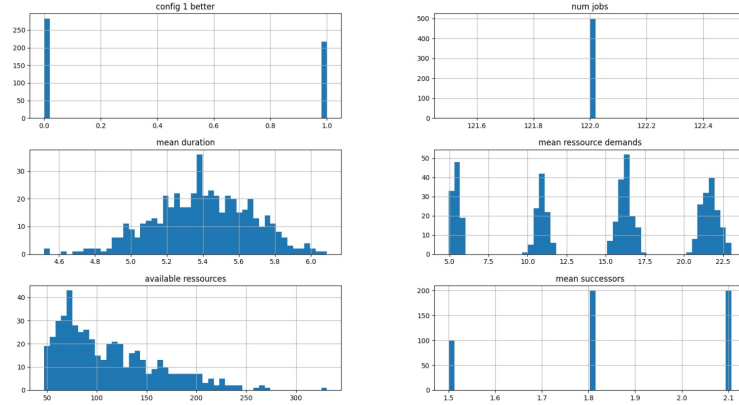 config 1 better
250
200
150
100
50
0
0.0 0.2 0.4 0.6 0.8 1.0
num jobs
500
400
300
200
100
0
121.6 121.8 122.0 122.2 122.4
mean duration
30
20
10
0
4.6 4.8 5.0 5.2 5.4 5.6 5.8 6.0
mean ressource demands
50
40
30
20
10
0
5.0 7.5 10.0 12.5 15.0 17.5 20.0 22.5
available ressources
40
30
20
10
0
50 100 150 200 250 300
mean successors
200
150
100
50
0
1.5 1.6 1.7 1.8 1.9 2.0 2.1